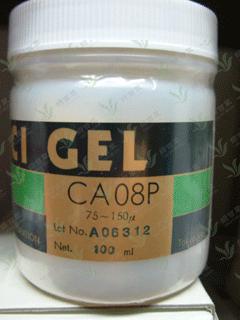 CI GEL
CA08P
75~150μ
Lot No. A06312
Net. 100 ml